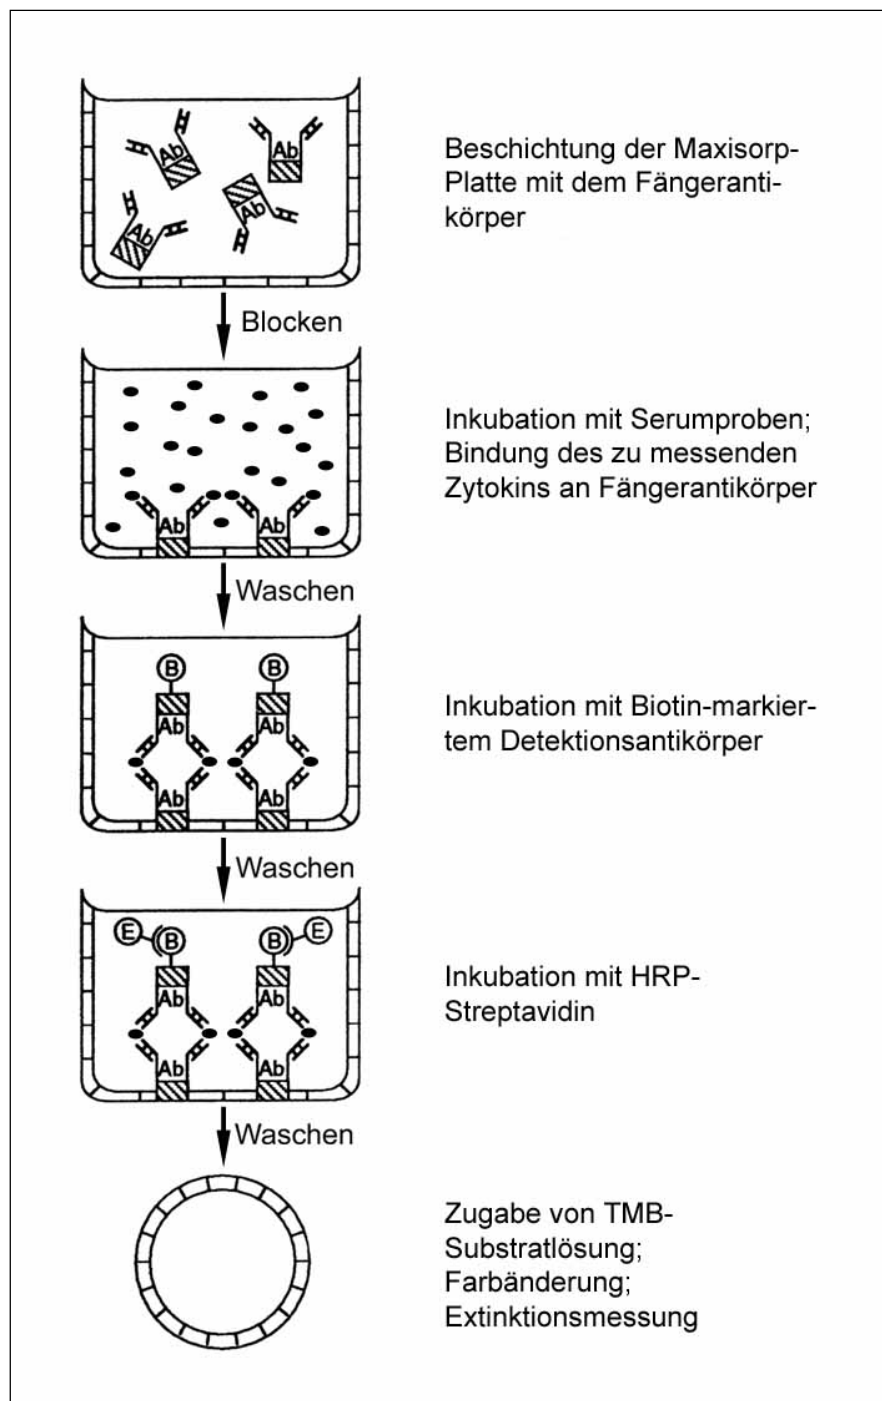 Ab
Ab
Ab
Ab
Beschichtung der Maxisorp-
Platte mit dem Fängeranti-
körper
Blocken
Ab
Ab
Inkubation mit Serumproben;
Bindung des zu messenden
Zytokins an Fängerantikörper
Waschen
B
B
Ab
Ab
Ab
Ab
Inkubation mit Biotin-markier-
tem Detektionsantikörper
Waschen
E
B
B
E
Ab
Ab
Ab
Ab
Inkubation mit HRP-
Streptavidin
Waschen
Zugabe von TMB-
Substratlösung;
Farbänderung;
Extinktionsmessung